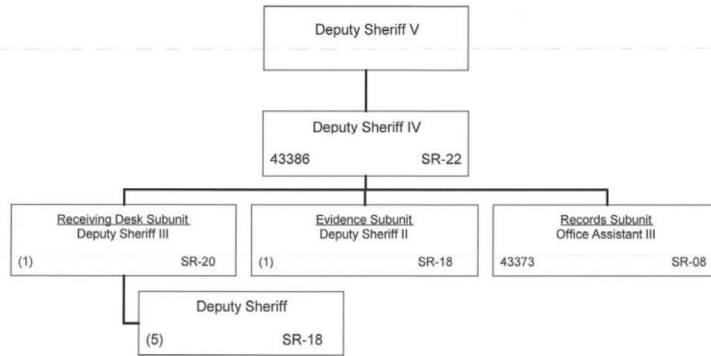 Deputy Sheriff V
Deputy Sheriff IV
43386 SR-22
Receiving Desk Subunit
Deputy Sheriff III
(1) SR-20
Evidence Subunit
Deputy Sheriff II
(1) SR-18
Records Subunit
Office Assistant III
43373 SR-08
Deputy Sheriff
(5) SR-18